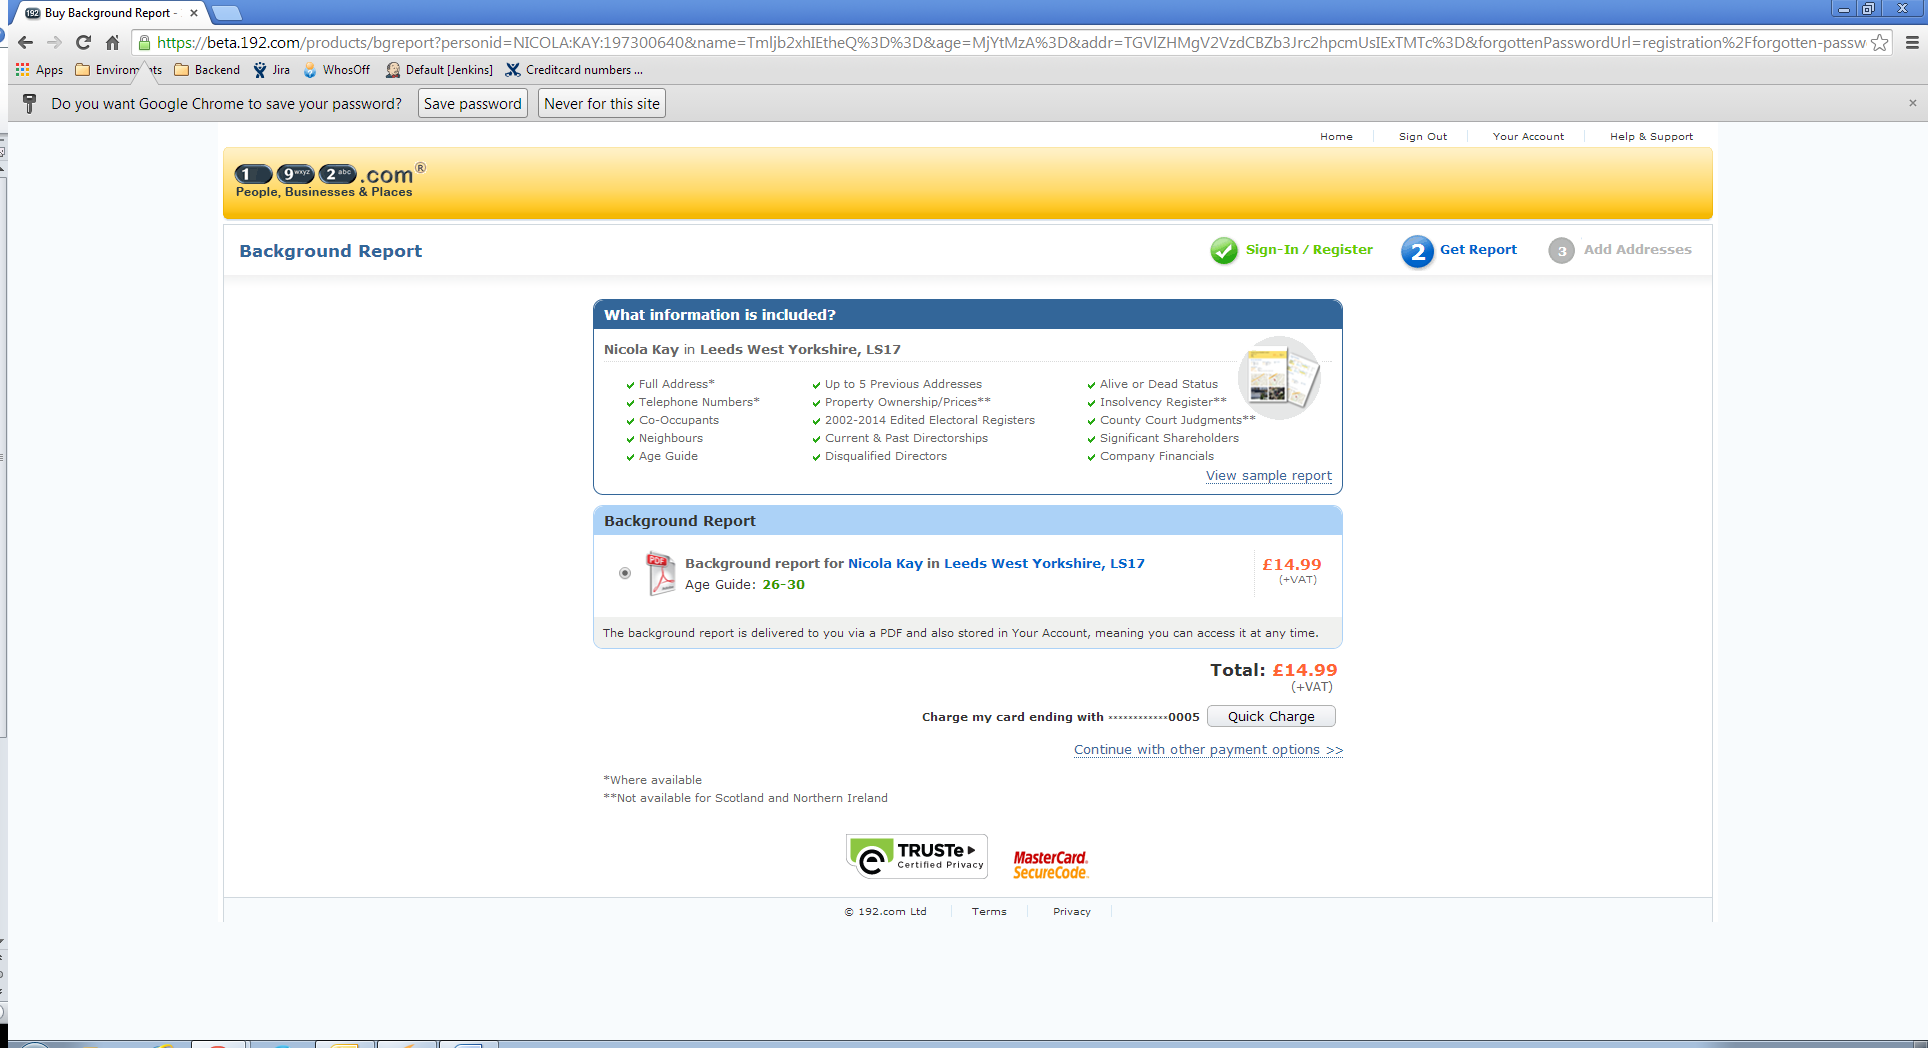 Buy Background Report -
https://beta.192.com/products/bgreport?personid=NICOLA:KAY:197300640&name=Tmljb2xhIEtheQ%3D%3D&age=MjYtMzA%3D&addr=TGVlZHMgV2VzdCBZb3Jrc2hpcmUsIExTMTc%3D&forgottenPasswordUrl=registration%2Fforgotten-passw
Apps Enviroments Backend Jira WhosOff Default [Jenkins] Creditcard numbers ...
Do you want Google Chrome to save your password? Save password Never for this site
Home Sign Out Your Account Help & Support
1 9wxyz 2abc .com®
People, Businesses & Places
Background Report
Sign-In / Register 2 Get Report 3 Add Addresses
What information is included?
Nicola Kay in Leeds West Yorkshire, LS17
Full Address* Up to 5 Previous Addresses Alive or Dead Status
Telephone Numbers* Property Ownership/Prices** Insolvency Register**
Co-Occupants 2002-2014 Edited Electoral Registers County Court Judgments**
Neighbours Current & Past Directorships Significant Shareholders
Age Guide Disqualified Directors Company Financials
View sample report
Background Report
PDF Background report for Nicola Kay in Leeds West Yorkshire, LS17 £14.99
Age Guide: 26-30 (+VAT)
The background report is delivered to you via a PDF and also stored in Your Account, meaning you can access it at any time.
Total: £14.99
(+VAT)
Charge my card ending with ************0005 Quick Charge
Continue with other payment options >>
*Where available
**Not available for Scotland and Northern Ireland
TRUSTe
Certified Privacy
MasterCard.
SecureCode.
© 192.com Ltd Terms Privacy